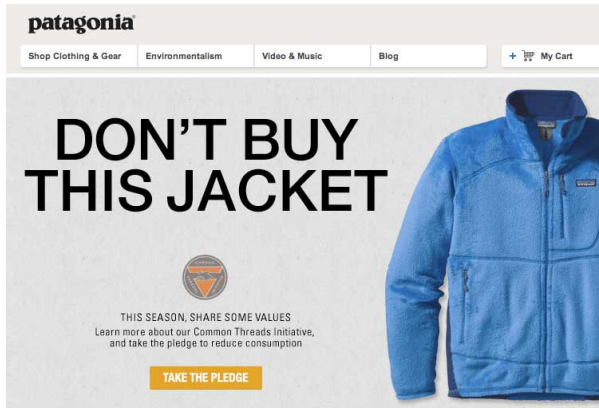 patagonia
Shop Clothing & Gear
Environmentalism
Video & Music
Blog
+ My Cart
DON'T BUY
THIS JACKET
THIS SEASON, SHARE SOME VALUES
Learn more about our Common Threads Initiative,
and take the pledge to reduce consumption
TAKE THE PLEDGE